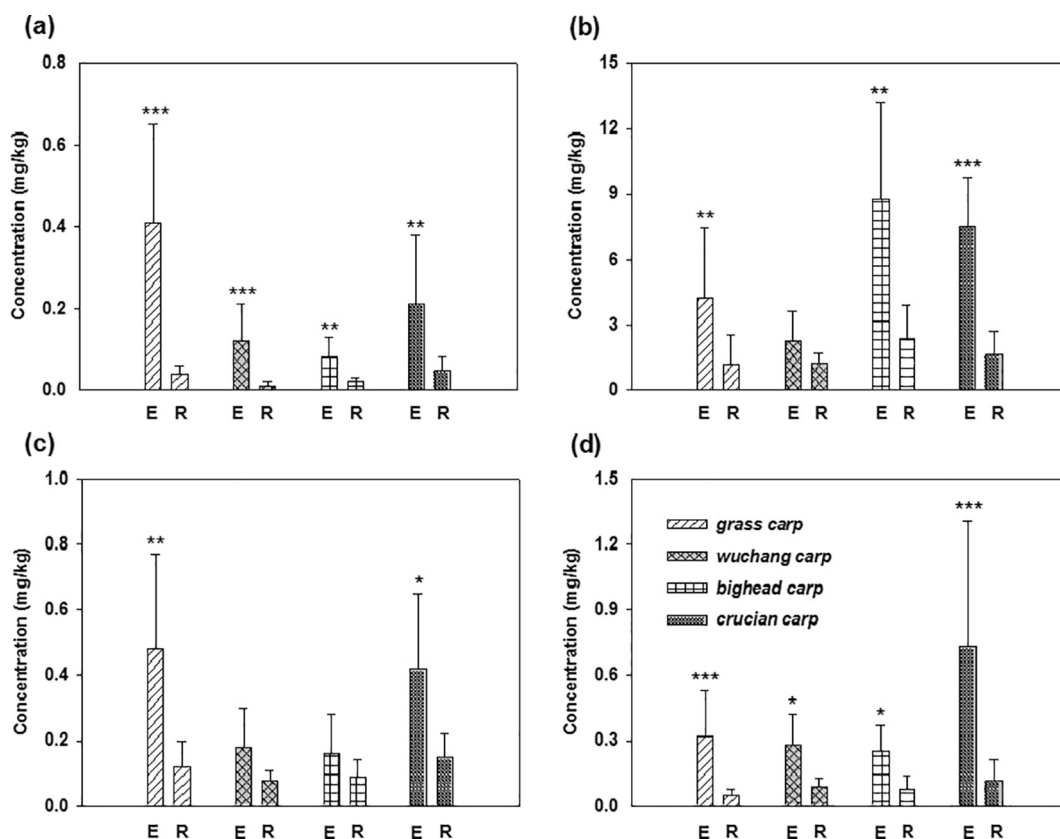 (a)
0.8
0.6
0.4
0.2
0.0
Concentration (mg/kg)
***
***
**
**
E R E R E R E R
(b)
15
12
9
6
3
0
Concentration (mg/kg)
**
**
***
E R E R E R E R
(c)
1.0
0.8
0.6
0.4
0.2
0.0
Concentration (mg/kg)
**
*
E R E R E R E R
(d)
1.5
1.2
0.9
0.6
0.3
0.0
Concentration (mg/kg)
***
grass carp
wuchang carp
bighead carp
crucian carp
***
*
*
E R E R E R E R